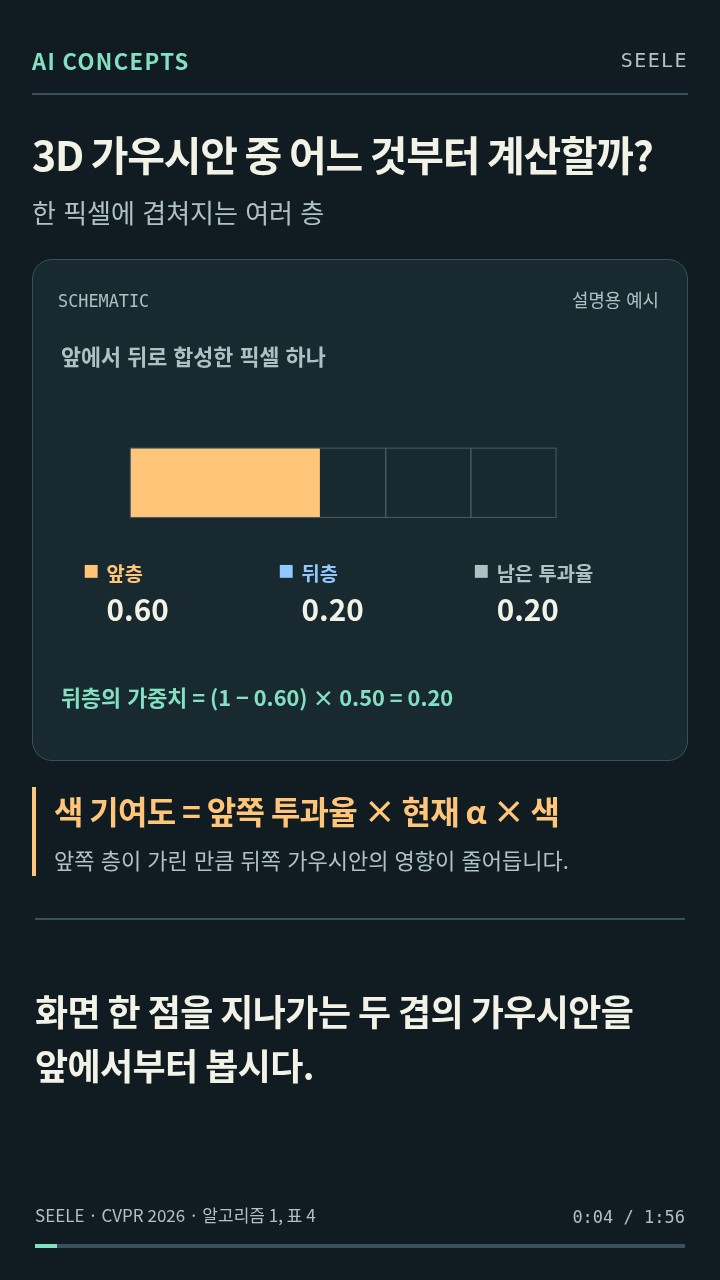 AI CONCEPTS
SEELE
3D 가우시안 중 어느 것부터 계산할까?
한 픽셀에 겹쳐지는 여러 층
SCHEMATIC
설명용 예시
앞에서 뒤로 합성한 픽셀 하나
앞층
뒤층
남은 투과율
0.60
0.20
0.20
뒤층의 가중치 = (1 − 0.60) × 0.50 = 0.20
색 기여도 = 앞쪽 투과율 × 현재 α × 색
앞쪽 층이 가린 만큼 뒤쪽 가우시안의 영향이 줄어듭니다.
화면 한 점을 지나가는 두 겹의 가우시안을
앞에서부터 봅시다.
SEELE · CVPR 2026 · 알고리즘 1, 표 4
0:04 / 1:56